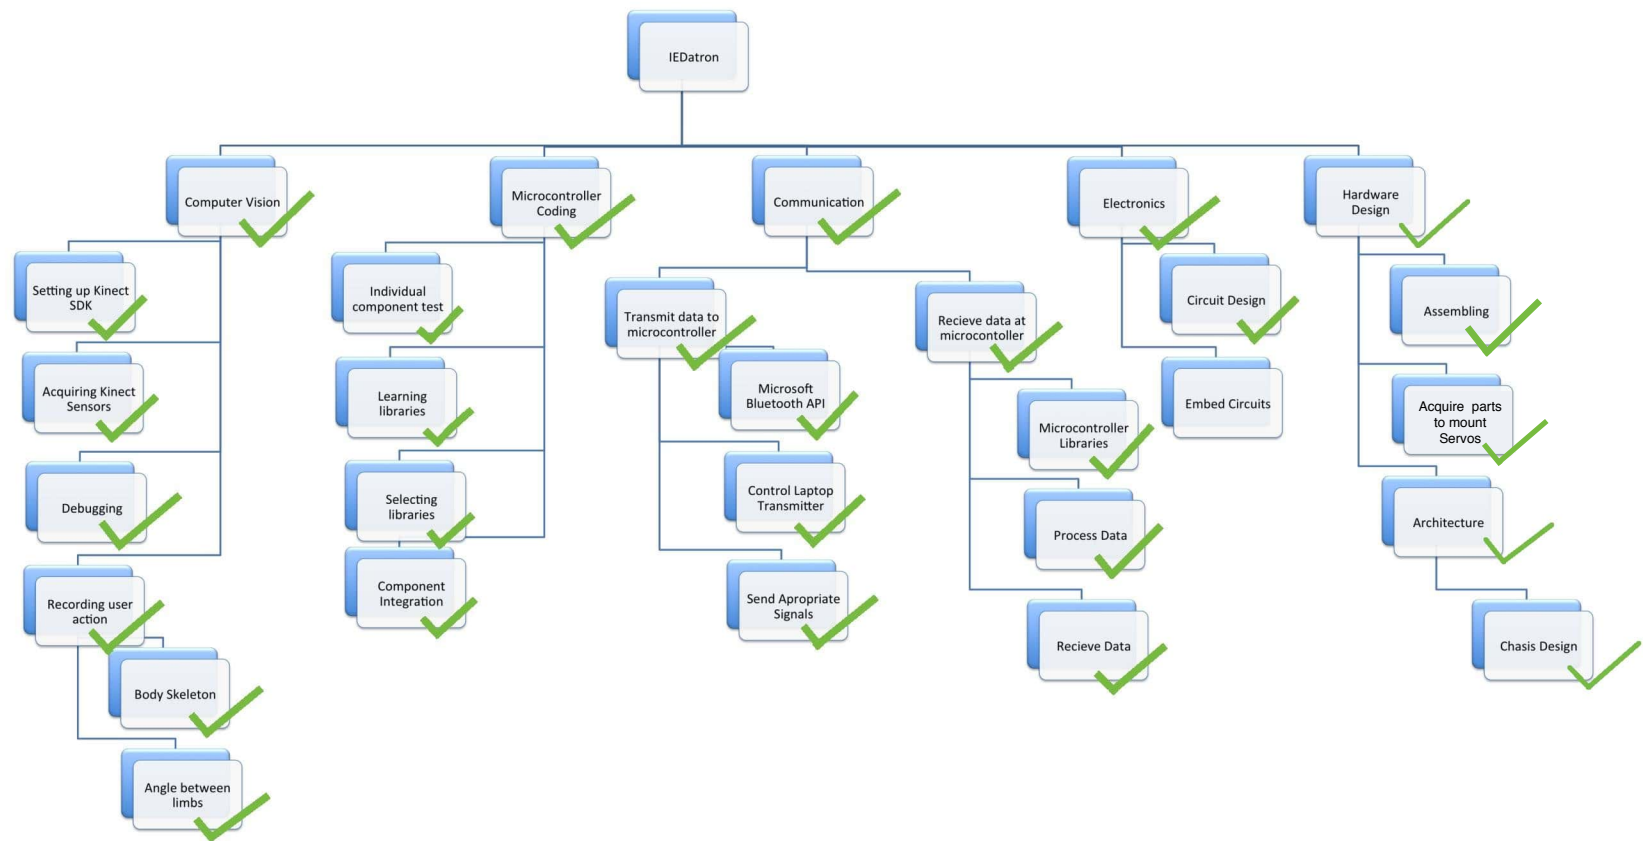 IEDatron
Computer Vision
Setting up Kinect
SDK
Acquiring Kinect
Sensors
Debugging
Recording user
action
Body Skeleton
Angle between
limbs
Microcontroller
Coding
Individual
component test
Learning
libraries
Selecting
libraries
Component
Integration
Communication
Transmit data to
microcontroller
Microsoft
Bluetooth API
Control Laptop
Transmitter
Send Apropriate
Signals
Recieve data at
microcontoller
Microcontroller
Libraries
Process Data
Recieve Data
Electronics
Circuit Design
Embed Circuits
Hardware
Design
Assembling
Acquire parts
to mount
Servos
Architecture
Chasis Design